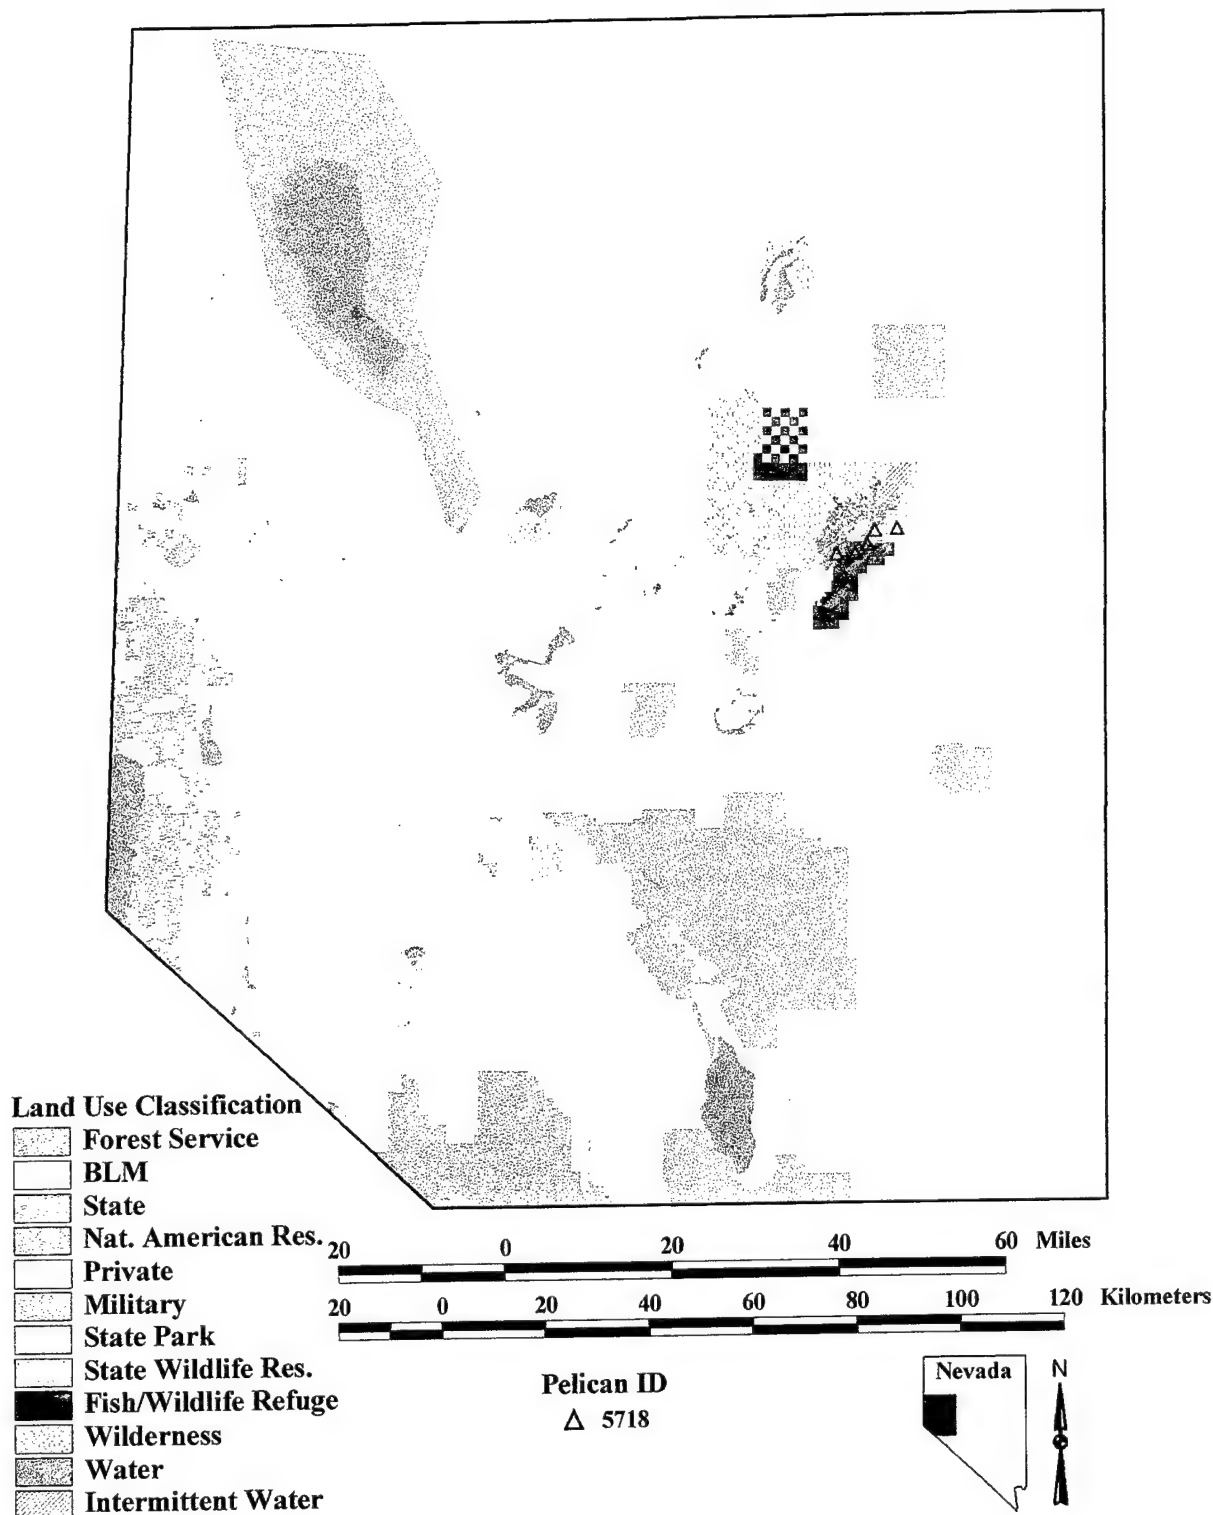 Land Use Classification
Forest Service
BLM
State
Nat. American Res.
Private
Military
State Park
State Wildlife Res.
Fish/Wildlife Refuge
Wilderness
Water
Intermittent Water
20 0 20 40 60 Miles
20 0 20 40 60 80 100 120 Kilometers
Pelican ID
5718
Nevada
N